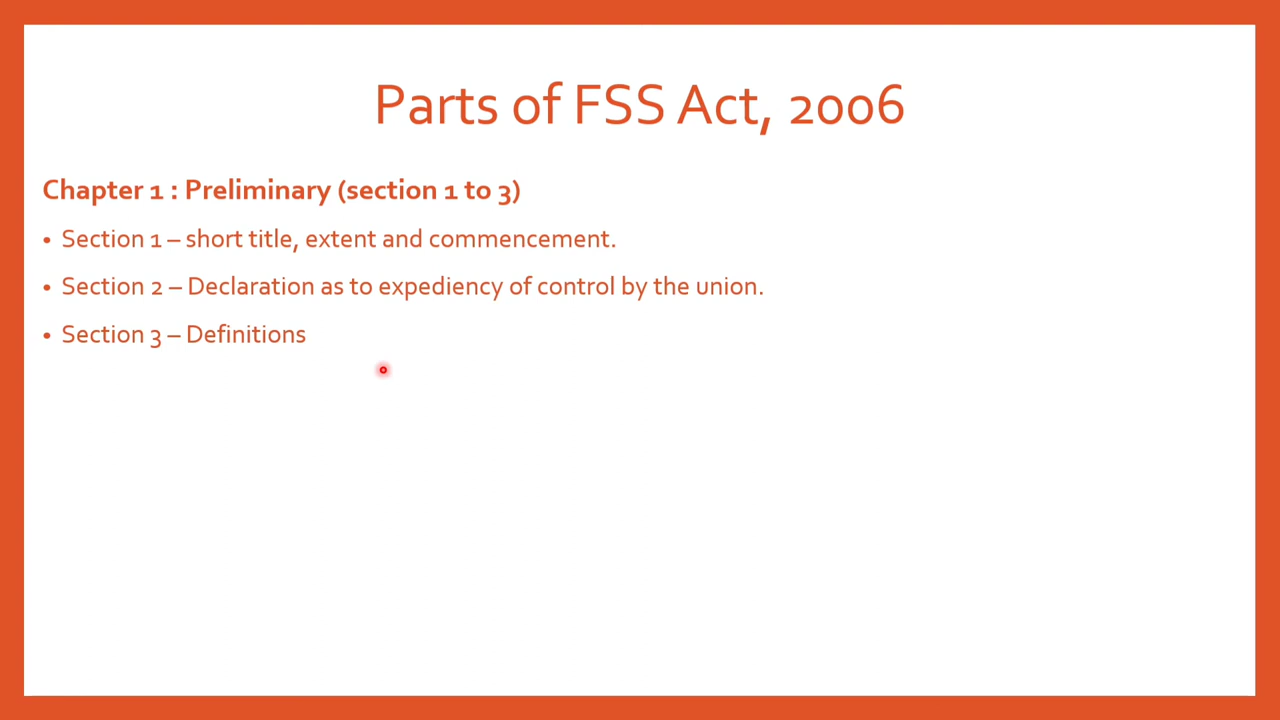 Parts of FSS Act, 2006
Chapter 1 : Preliminary (section 1 to 3)
• Section 1 – short title, extent and commencement.
• Section 2 – Declaration as to expediency of control by the union.
• Section 3 – Definitions